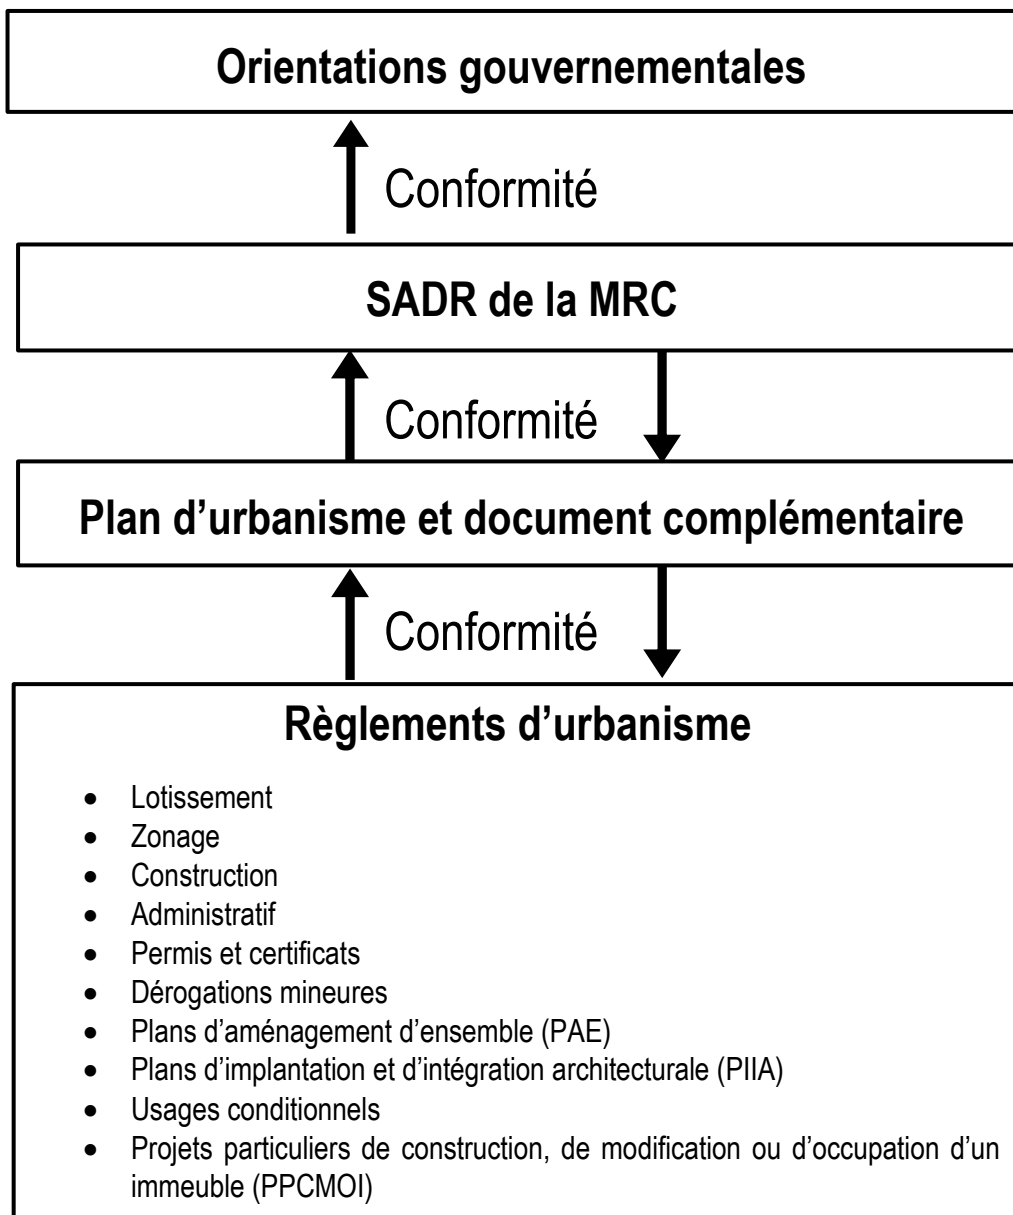 Orientations gouvernementales
Conformité
SADR de la MRC
Conformité
Plan d’urbanisme et document complémentaire
Conformité
Règlements d’urbanisme
• Lotissement
• Zonage
• Construction
• Administratif
• Permis et certificats
• Dérogations mineures
• Plans d’aménagement d’ensemble (PAE)
• Plans d’implantation et d’intégration architecturale (PIIA)
• Usages conditionnels
• Projets particuliers de construction, de modification ou d’occupation d’un
immeuble (PPCMOI)